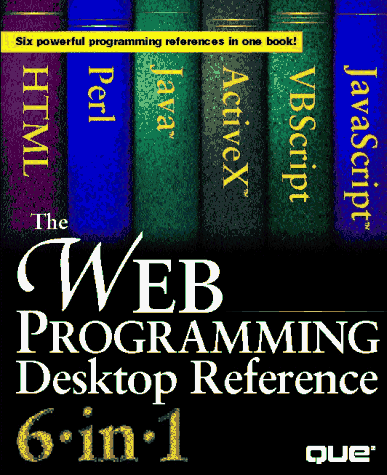 Six powerful programming references in one book!
HTML
Perl
Java™
ActiveX™
VBScript
JavaScript™
The
WEB
PROGRAMMING
Desktop Reference
6·in·1
que®